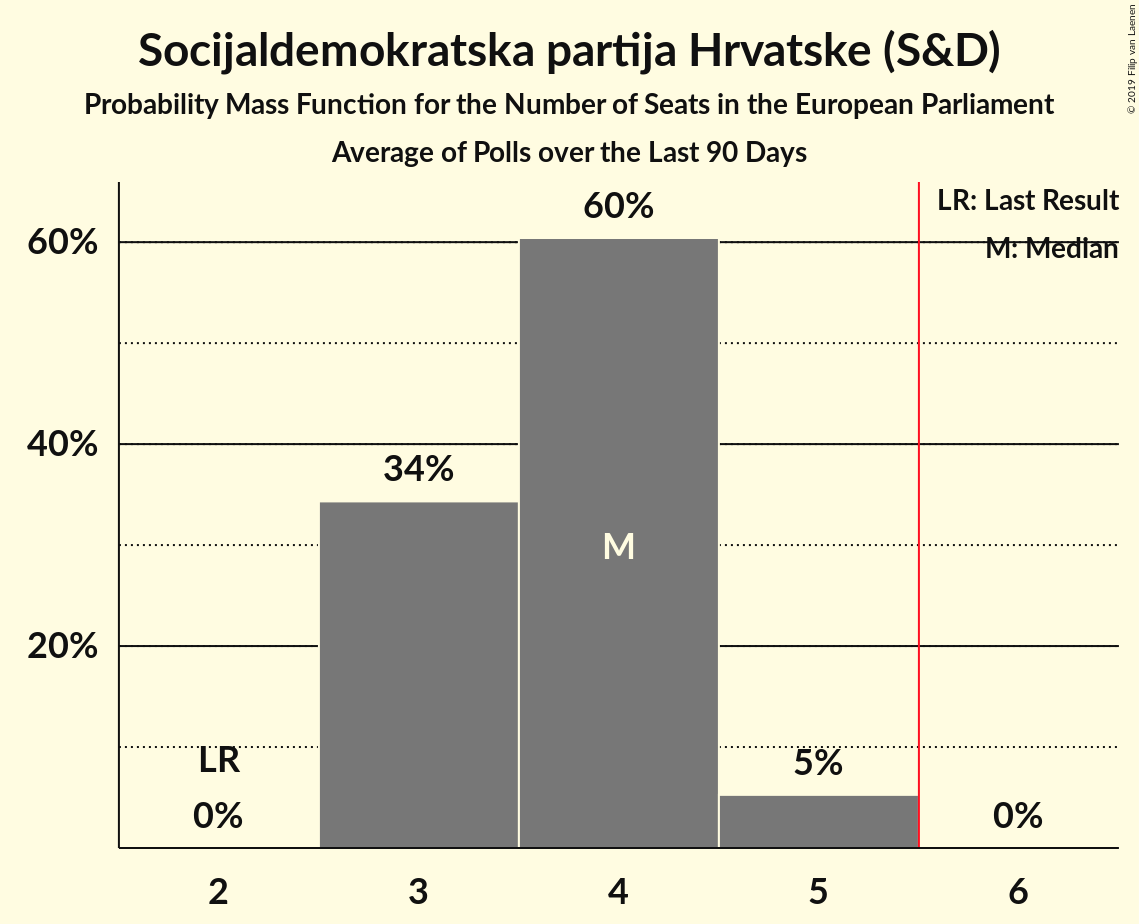 Socijaldemokratska partija Hrvatske (S&D)
Probability Mass Function for the Number of Seats in the European Parliament
Average of Polls over the Last 90 Days
© 2019 Filip van Laenen
LR: Last Result
M: Median
60%
40%
20%
LR
0%
34%
60%
M
5%
0%
2 3 4 5 6